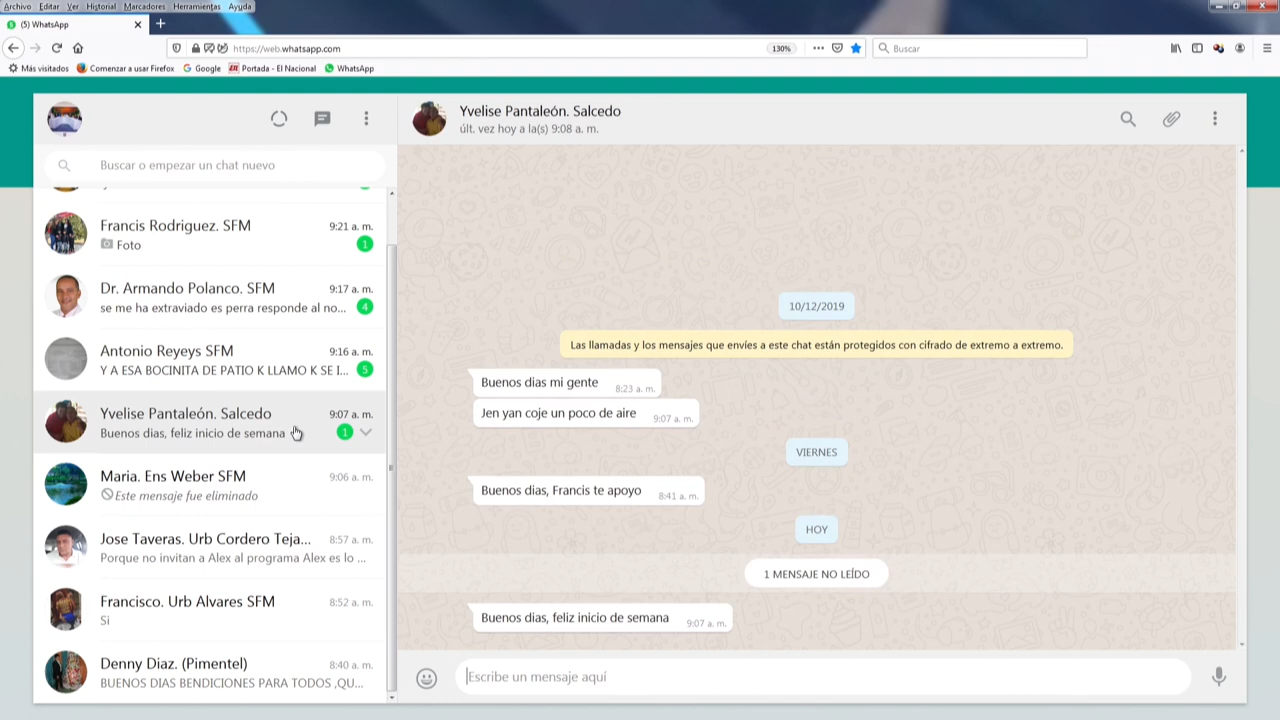 Archivo Editar Ver Historial Marcadores Herramientas Ayuda
(5) WhatsApp
https://web.whatsapp.com
130%
Buscar
Más visitados
Comenzar a usar Firefox
Google
Portada - El Nacional
WhatsApp
Buscar o empezar un chat nuevo
Francis Rodriguez. SFM 9:21 a. m.
Foto 1
Dr. Armando Polanco. SFM 9:17 a. m.
se me ha extraviado es perra responde al no... 4
Antonio Reyeys SFM 9:16 a. m.
Y A ESA BOCINITA DE PATIO K LLAMO K SE I... 5
Yvelise Pantaleón. Salcedo 9:07 a. m.
Buenos dias, feliz inicio de semana 1
Maria. Ens Weber SFM 9:06 a. m.
Este mensaje fue eliminado
Jose Taveras. Urb Cordero Teja... 8:57 a. m.
Porque no invitan a Alex al programa Alex es lo ...
Francisco. Urb Alvares SFM 8:52 a. m.
Si
Denny Diaz. (Pimentel) 8:40 a. m.
BUENOS DIAS BENDICIONES PARA TODOS ,QU...
Yvelise Pantaleón. Salcedo
últ. vez hoy a la(s) 9:08 a. m.
10/12/2019
Las llamadas y los mensajes que envíes a este chat están protegidos con cifrado de extremo a extremo.
Buenos dias mi gente 8:23 a. m.
Jen yan coje un poco de aire 9:07 a. m.
VIERNES
Buenos dias, Francis te apoyo 8:41 a. m.
HOY
1 MENSAJE NO LEÍDO
Buenos dias, feliz inicio de semana 9:07 a. m.
Escribe un mensaje aquí